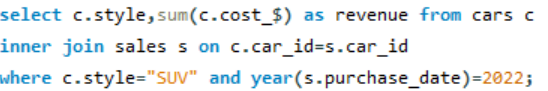 select c.style,sum(c.cost_$) as revenue from cars c
inner join sales s on c.car_id=s.car_id
where c.style="SUV" and year(s.purchase_date)=2022;